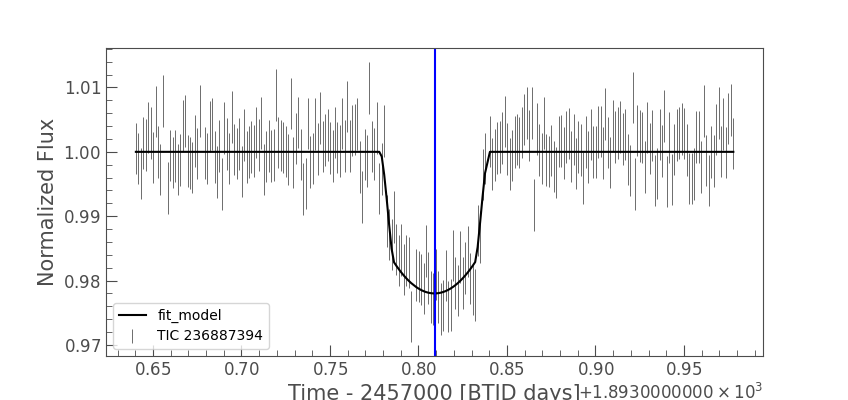 Normalized Flux
1.01
1.00
0.99
0.98
0.97
fit_model
TIC 236887394
0.65 0.70 0.75 0.80 0.85 0.90 0.95
Time - 2457000 [BTJD days]
+1.8930000000 × 10³